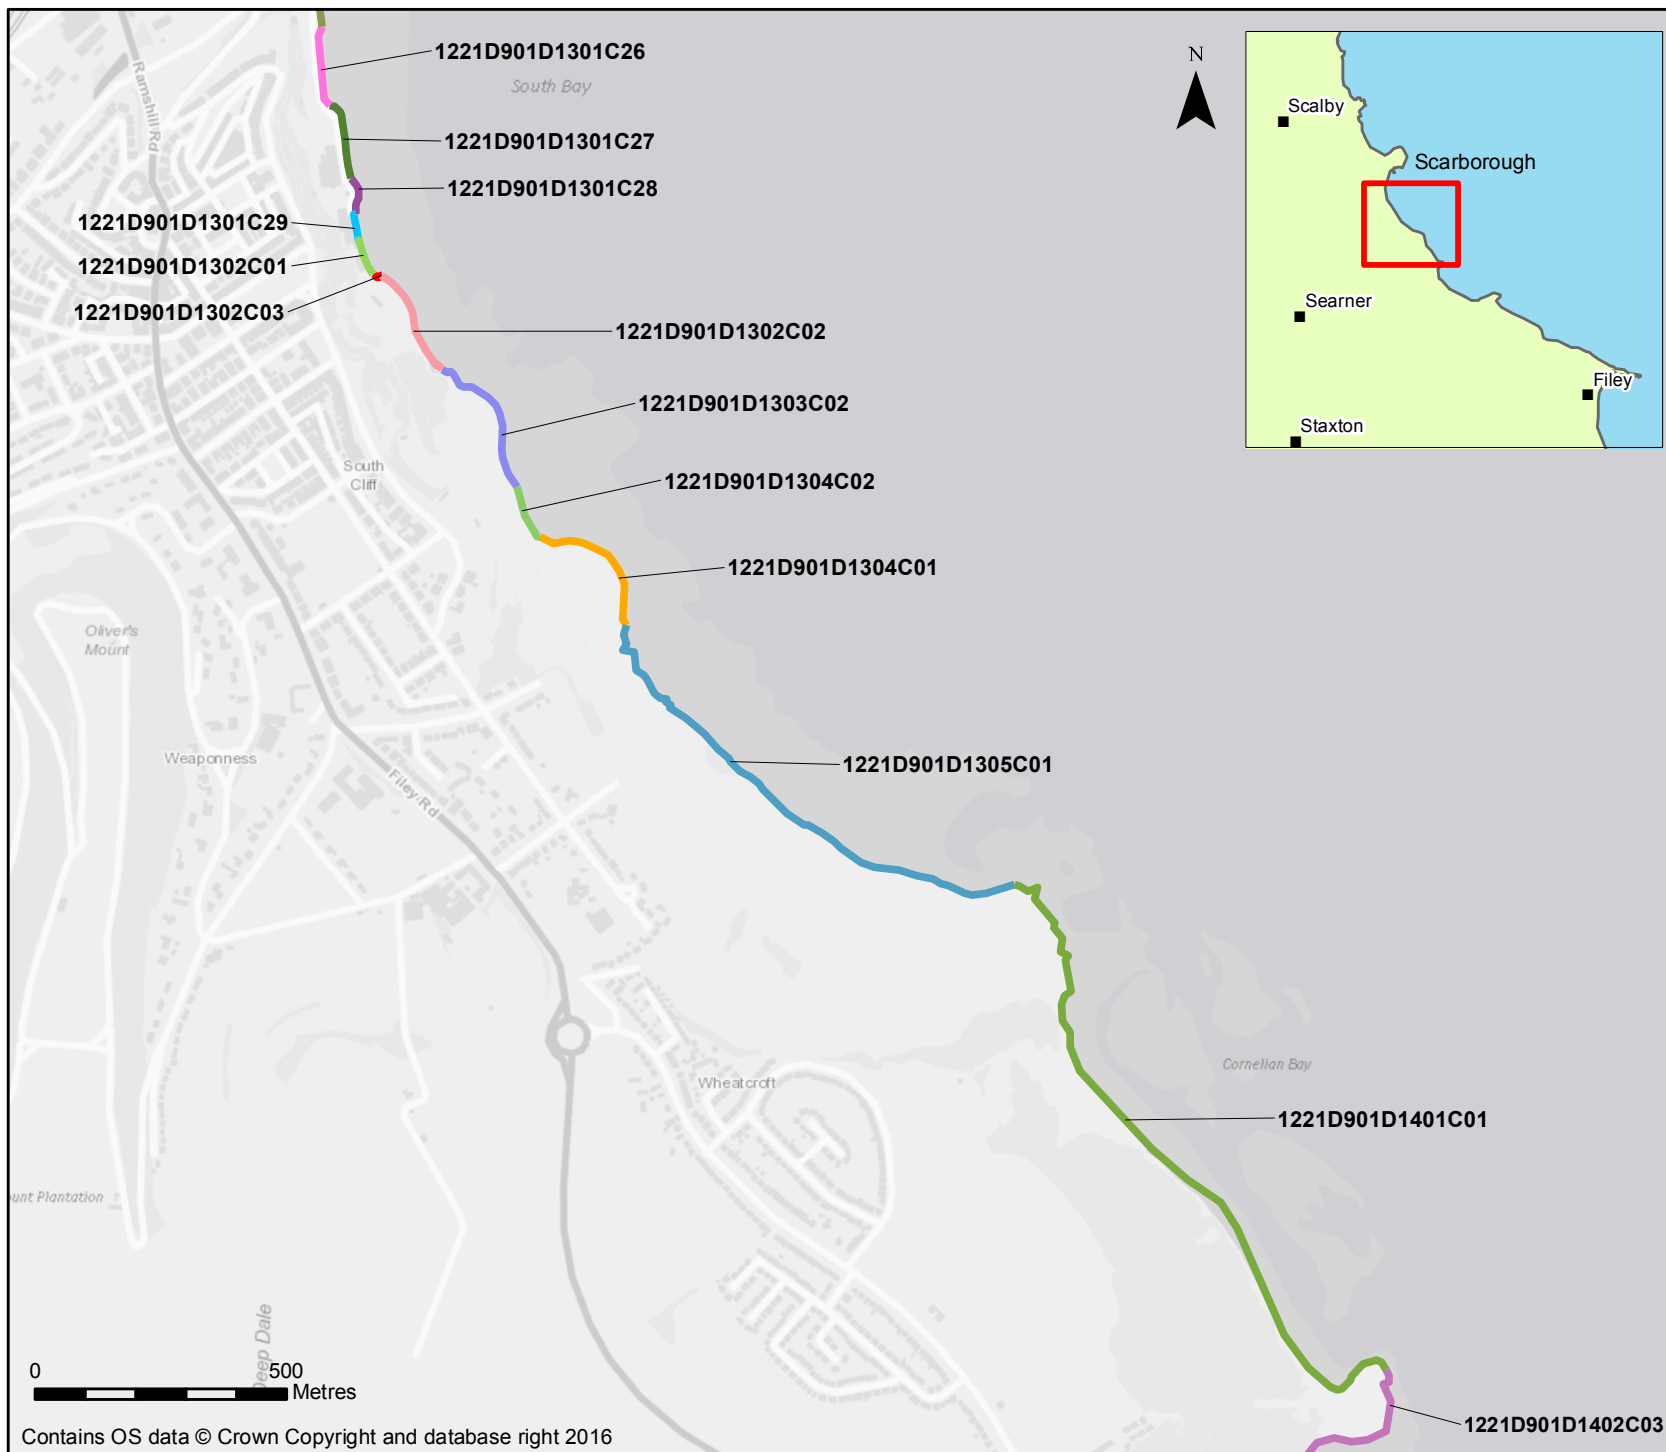 1221D901D1301C26
South Bay
N
Scalby
Scarborough
Ramshill Rd
1221D901D1301C27
1221D901D1301C28
1221D901D1301C29
1221D901D1302C01
1221D901D1302C03
1221D901D1302C02
Searner
Filey
Staxton
1221D901D1303C02
South
Cliff
1221D901D1304C02
1221D901D1304C01
Oliver's
Mount
Weaponness
Filey Rd
1221D901D1305C01
Cornelian Bay
Wheatcroft
1221D901D1401C01
unt Plantation
Deep Dale
0 500
Metres
1221D901D1402C03
Contains OS data © Crown Copyright and database right 2016